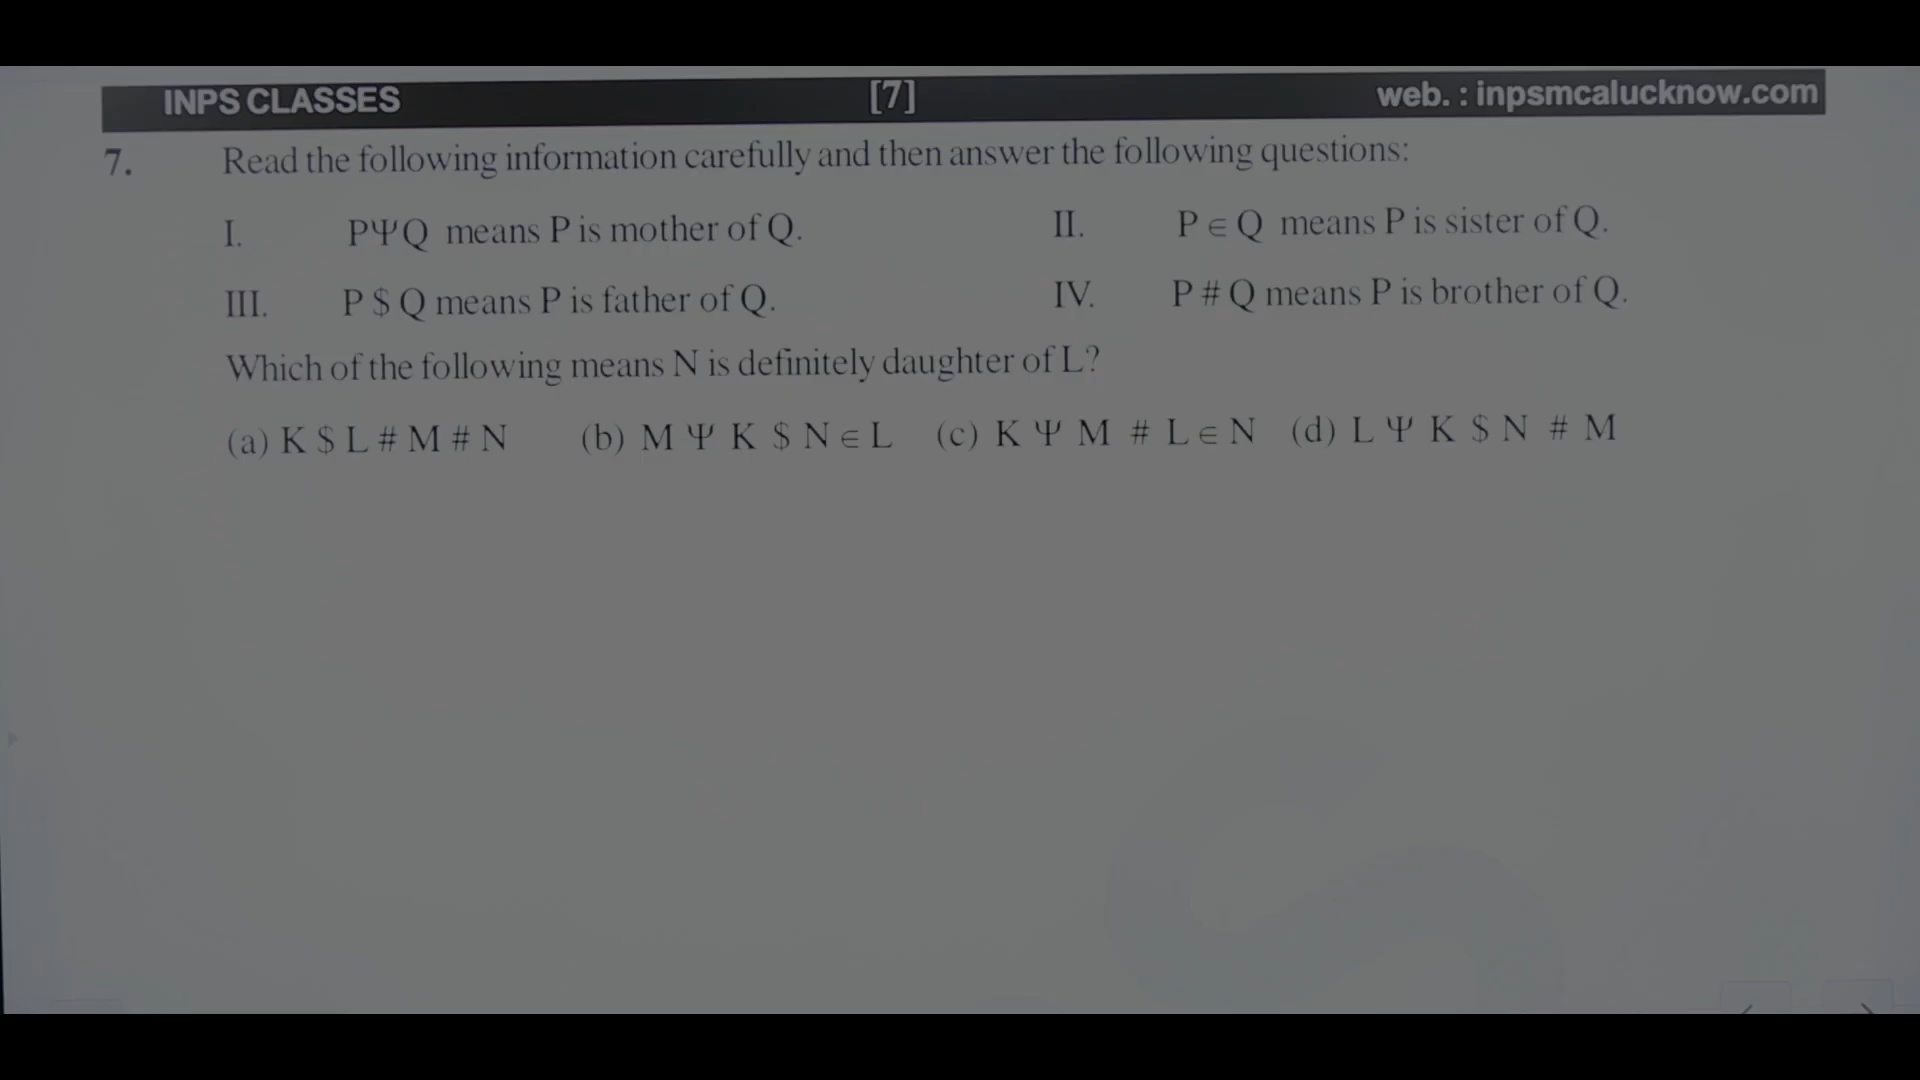 INPS CLASSES [7] web. : inpsmcalucknow.com
7. Read the following information carefully and then answer the following questions:
I. PΨQ means P is mother of Q. II. P ∈ Q means P is sister of Q.
III. P $ Q means P is father of Q. IV. P # Q means P is brother of Q.
Which of the following means N is definitely daughter of L?
(a) K $ L # M # N (b) M Ψ K $ N ∈ L (c) K Ψ M # L ∈ N (d) L Ψ K $ N # M